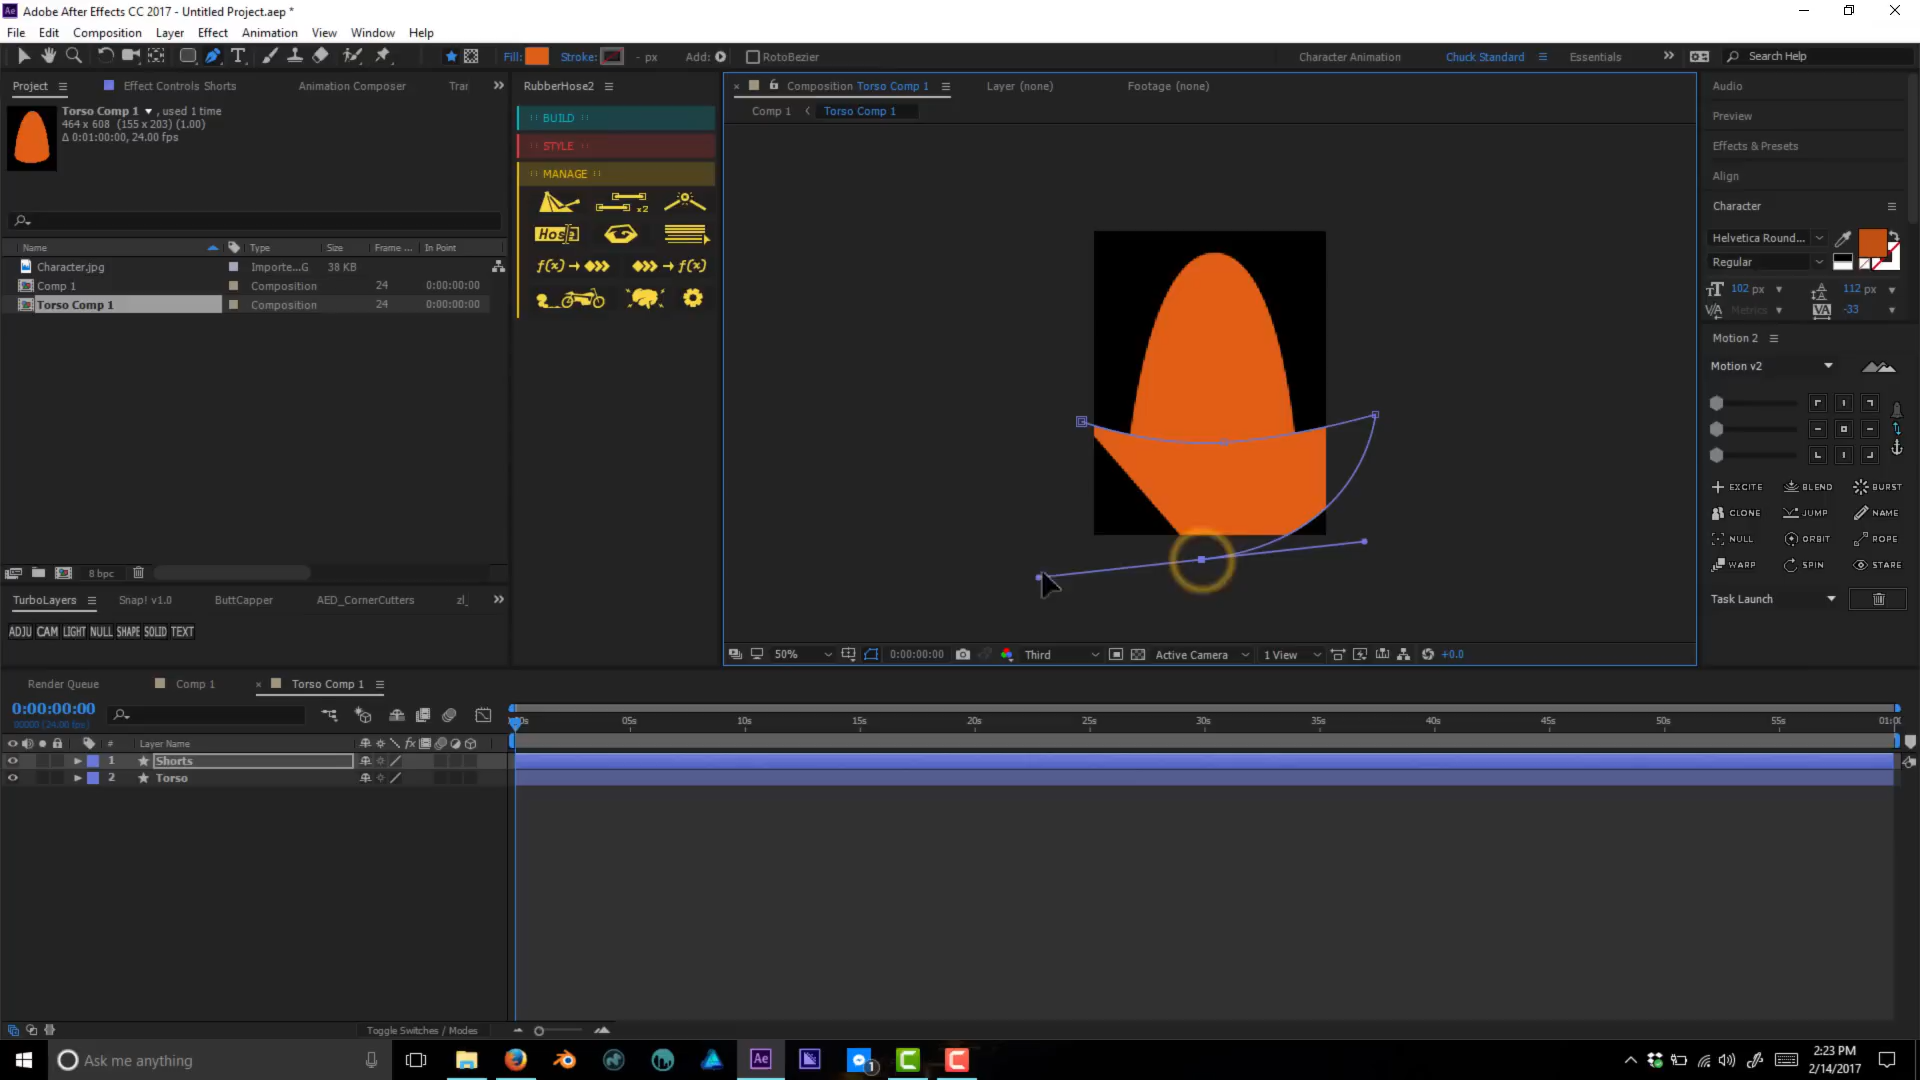 Adobe After Effects CC 2017 - Untitled Project.aep *
File Edit Composition Layer Effect Animation View Window Help
Fill: Stroke: - px Add: RotoBezier Character Animation Chuck Standard Essentials Search Help
Project Effect Controls Shorts Animation Composer Trar
Torso Comp 1 , used 1 time
464 x 608 (155 x 203) (1.00)
Δ 0:01:00:00, 24.00 fps
Name Type Size Frame ... In Point
Character.jpg Importe...G 38 KB
Comp 1 Composition 24 0:00:00:00
Torso Comp 1 Composition 24 0:00:00:00
8 bpc
TurboLayers Snap! v1.0 ButtCapper AED_CornerCutters zl_
ADJU CAM LIGHT NULL SHAPE SOLID TEXT
RubberHose2
BUILD
STYLE
MANAGE
x2
Hose
f(x) f(x)
Composition Torso Comp 1 Layer (none) Footage (none)
Comp 1 Torso Comp 1
50% 0:00:00:00 Third Active Camera 1 View +0.0
Audio
Preview
Effects & Presets
Align
Character
Helvetica Round...
Regular
102 px 112 px
Metrics -33
Motion 2
Motion v2
EXCITE BLEND BURST
CLONE JUMP NAME
NULL ORBIT ROPE
WARP SPIN STARE
Task Launch
Render Queue Comp 1 Torso Comp 1
0:00:00:00
00000 (24.00 fps)
05s 10s 15s 20s 25s 30s 35s 40s 45s 50s 55s
# Layer Name
1 Shorts
2 Torso
Toggle Switches / Modes
Ask me anything
Ae
1
2:23 PM
2/14/2017